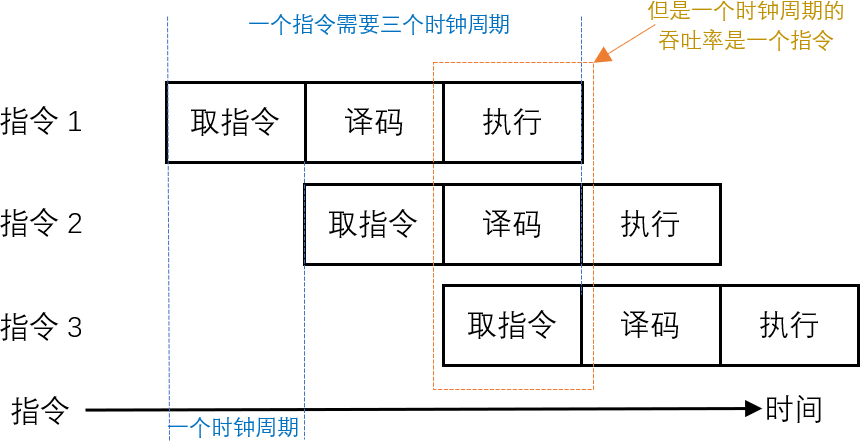 一个指令需要三个时钟周期
但是一个时钟周期的
吞吐率是一个指令
指令 1
取指令
译码
执行
指令 2
取指令
译码
执行
指令 3
取指令
译码
执行
指令
时间
一个时钟周期